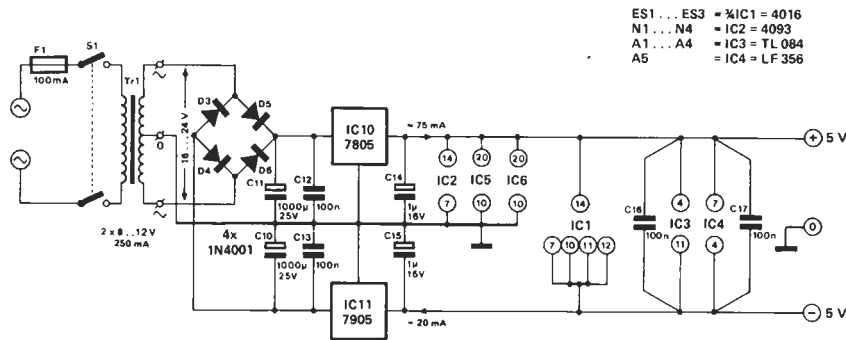 ES1 . . . ES3 = ¾IC1 = 4016
N1 . . . N4 = IC2 = 4093
A1 . . . A4 = IC3 = TL 084
A5 = IC4 = LF 356
F1
100mA
S1
Tr1
2 x 8 . . 12V
250 mA
~
0
~
16 . . . 24 V
D3
D5
D4
D6
4x
1N4001
C11
1000µ
25V
C12
100n
C10
1000µ
25V
C13
100n
IC10
7805
IC11
7905
C14
1µ
16V
C15
1µ
16V
~ 75 mA
~ 20 mA
14
IC2
7
20
IC5
10
20
IC6
10
14
IC1
7 10 11 12
C16
100n
4
IC3
11
7
IC4
4
C17
100n
+ 5 V
0
− 5 V